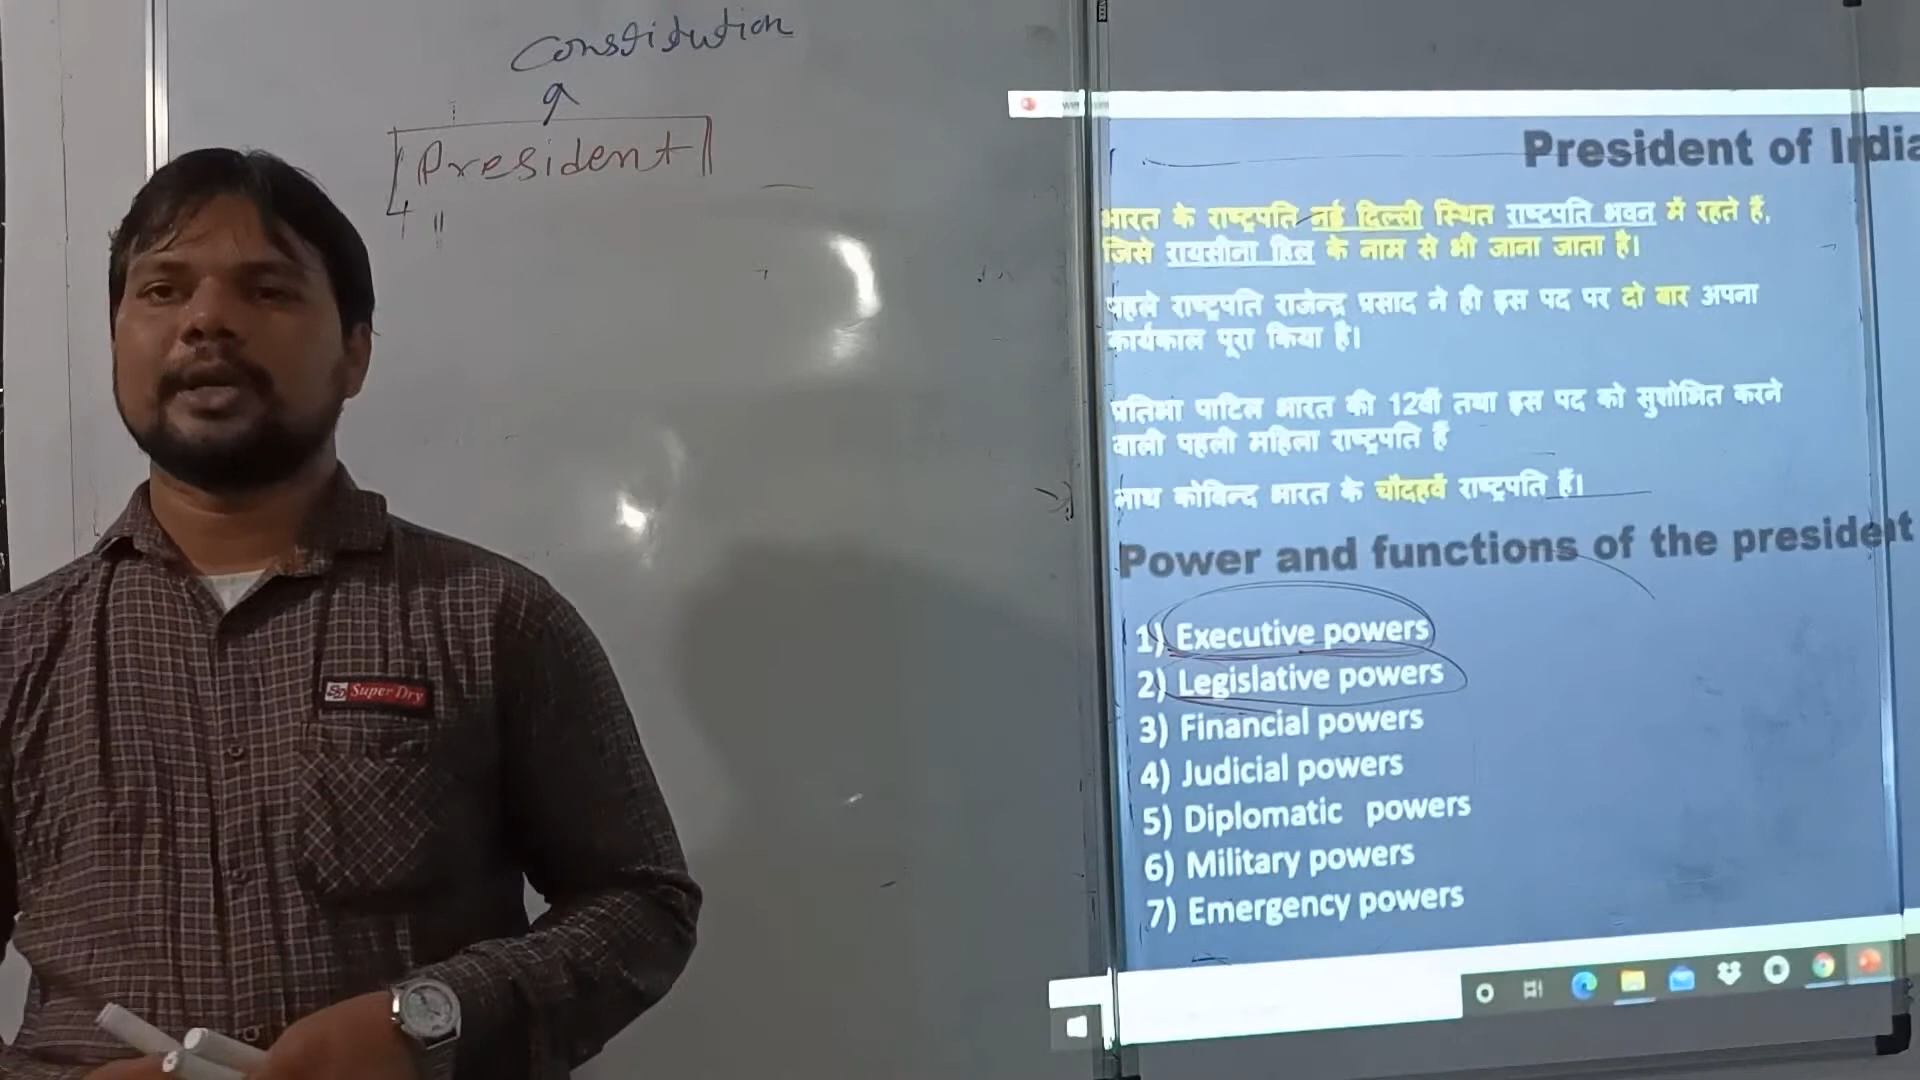 Constitution
President
Super Dry
President of India
भारत के राष्ट्रपति नई दिल्ली स्थित राष्ट्रपति भवन में रहते हैं,
जिसे रायसीना हिल के नाम से भी जाना जाता है।
पहले राष्ट्रपति राजेन्द्र प्रसाद ने ही इस पद पर दो बार अपना
कार्यकाल पूरा किया है।
प्रतिभा पाटिल भारत की 12वीं तथा इस पद को सुशोभित करने
वाली पहली महिला राष्ट्रपति हैं
नाथ कोविन्द भारत के चौदहवें राष्ट्रपति हैं।
Power and functions of the president
1) Executive powers
2) Legislative powers
3) Financial powers
4) Judicial powers
5) Diplomatic powers
6) Military powers
7) Emergency powers